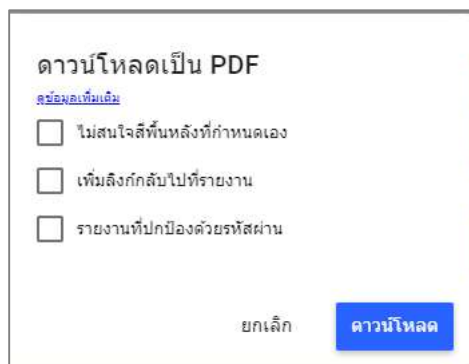 ดาวน์โหลดเป็น PDF
ดูข้อมูลเพิ่มเติม
ไม่สนใจสีพื้นหลังที่กำหนดเอง
เพิ่มลิงก์กลับไปที่รายงาน
รายงานที่ปกป้องด้วยรหัสผ่าน
ยกเลิก ดาวน์โหลด